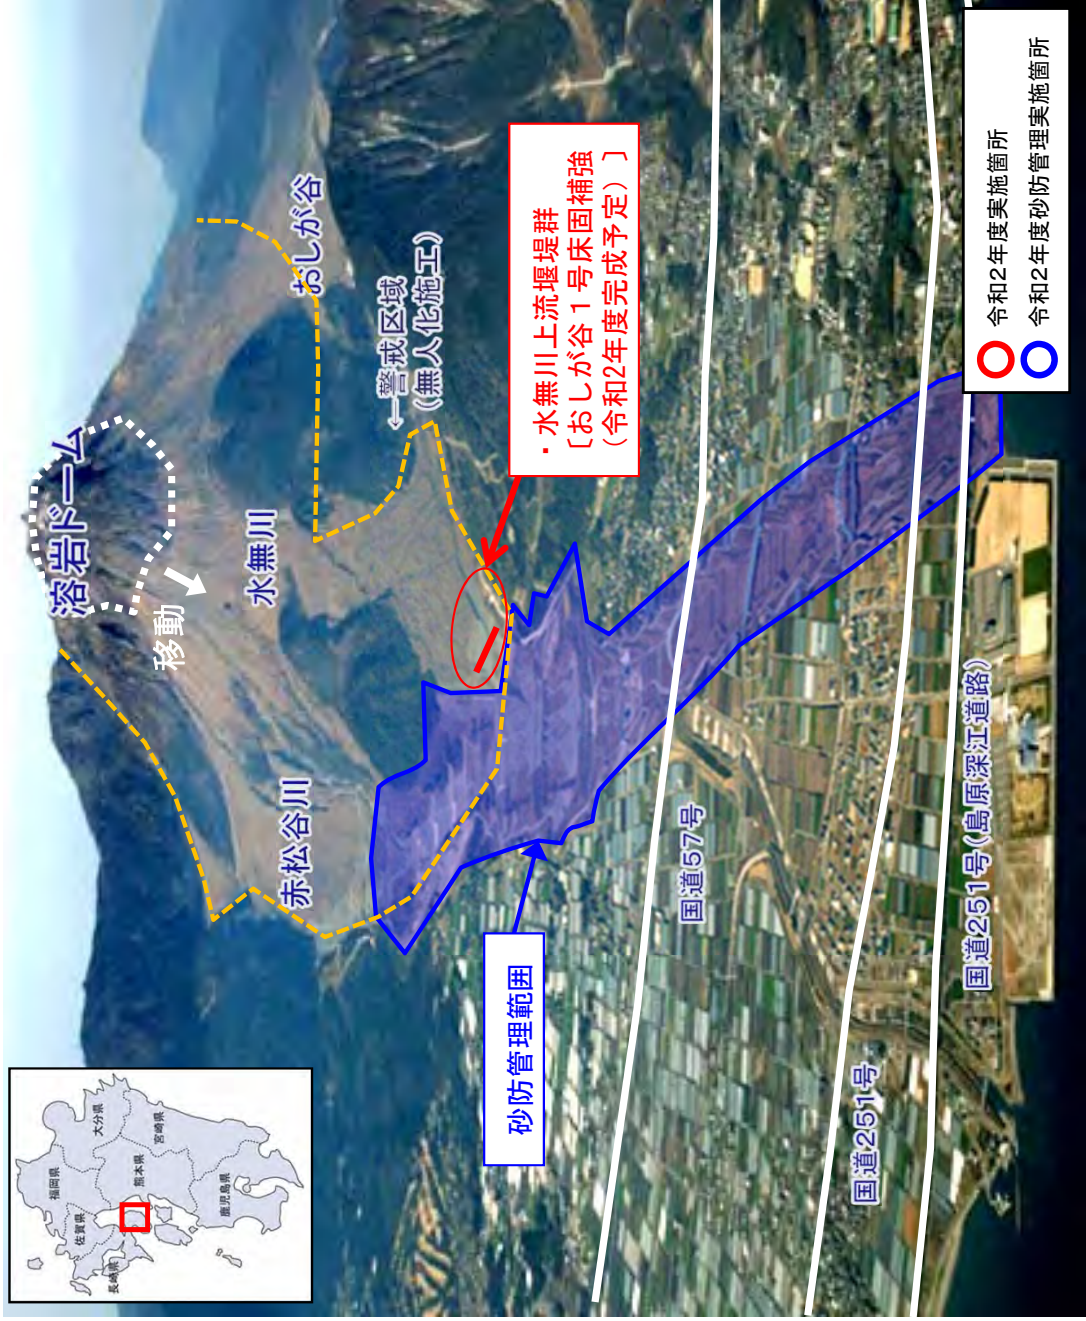 福岡県
佐賀県
長崎県
大分県
熊本県
宮崎県
鹿児島県
溶岩ドーム
移動
水無川
赤松谷川
おしが谷
←警戒区域
(無人化施工)
・水無川上流堰堤群
[おしが谷1号床固補強
(令和2年度完成予定)]
砂防管理範囲
国道57号
国道251号
国道251号(島原深江道路)
令和2年度実施箇所
令和2年度砂防管理実施箇所